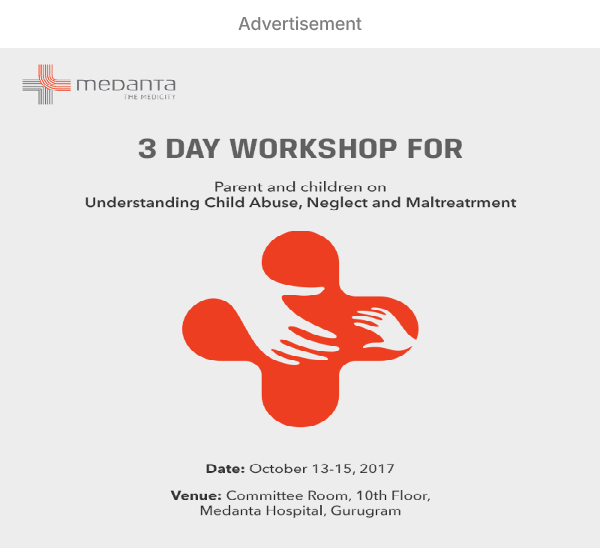 Advertisement
medanta
THE MEDICITY
3 DAY WORKSHOP FOR
Parent and children on
Understanding Child Abuse, Neglect and Maltreatrment
Date: October 13-15, 2017
Venue: Committee Room, 10th Floor,
Medanta Hospital, Gurugram